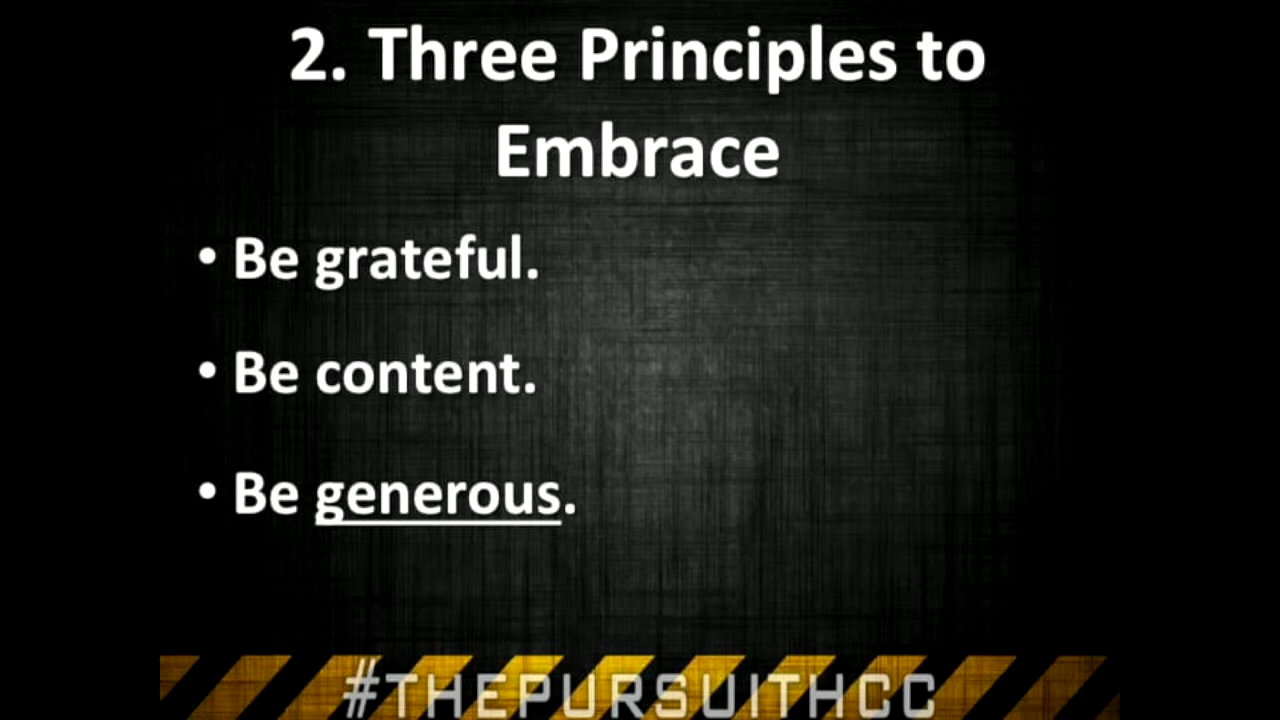 2. Three Principles to
Embrace
• Be grateful.
• Be content.
• Be generous.
#THEPURSUITHCC